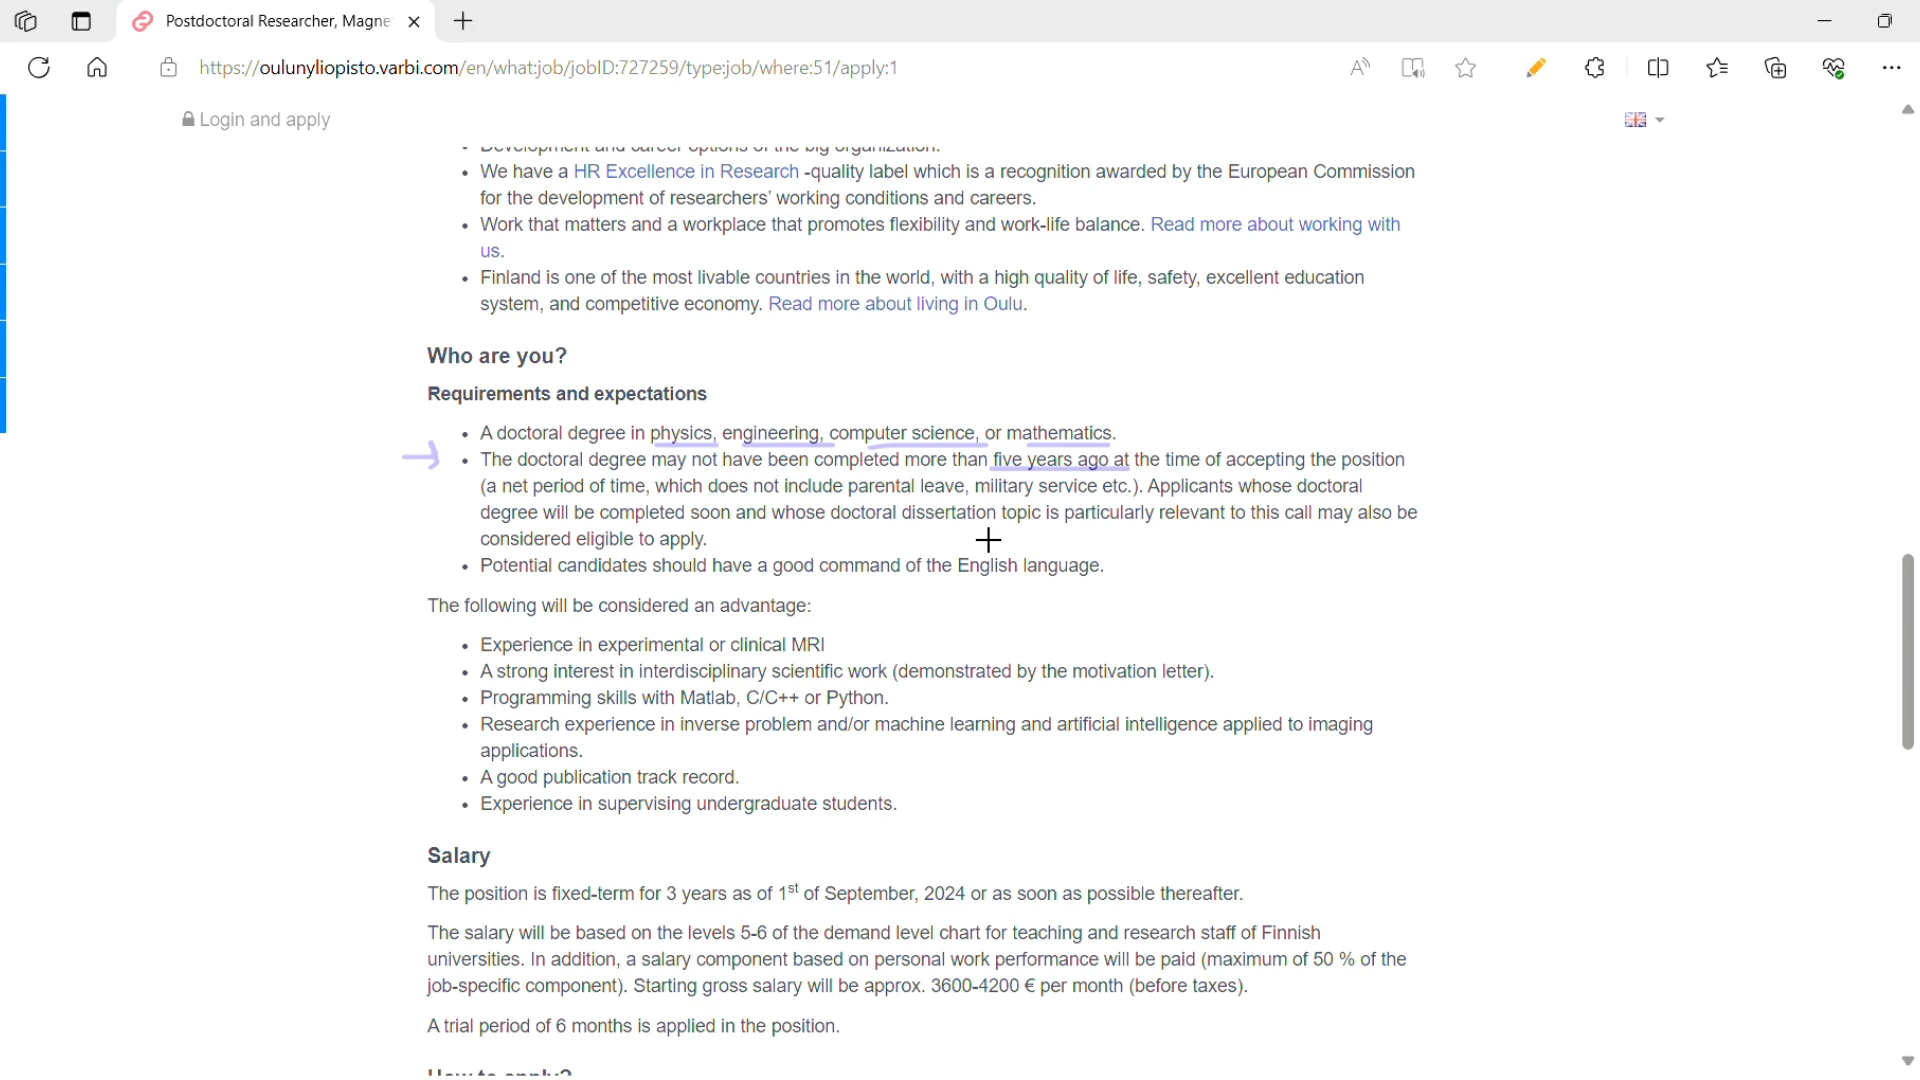 Postdoctoral Researcher, Magne
https://oulunyliopisto.varbi.com/en/what:job/jobID:727259/type:job/where:51/apply:1
Login and apply
Development and career options of the big organization.
We have a HR Excellence in Research -quality label which is a recognition awarded by the European Commission
for the development of researchers' working conditions and careers.
Work that matters and a workplace that promotes flexibility and work-life balance. Read more about working with
us.
Finland is one of the most livable countries in the world, with a high quality of life, safety, excellent education
system, and competitive economy. Read more about living in Oulu.
Who are you?
Requirements and expectations
A doctoral degree in physics, engineering, computer science, or mathematics.
The doctoral degree may not have been completed more than five years ago at the time of accepting the position
(a net period of time, which does not include parental leave, military service etc.). Applicants whose doctoral
degree will be completed soon and whose doctoral dissertation topic is particularly relevant to this call may also be
considered eligible to apply.
Potential candidates should have a good command of the English language.
The following will be considered an advantage:
Experience in experimental or clinical MRI
A strong interest in interdisciplinary scientific work (demonstrated by the motivation letter).
Programming skills with Matlab, C/C++ or Python.
Research experience in inverse problem and/or machine learning and artificial intelligence applied to imaging
applications.
A good publication track record.
Experience in supervising undergraduate students.
Salary
The position is fixed-term for 3 years as of 1st of September, 2024 or as soon as possible thereafter.
The salary will be based on the levels 5-6 of the demand level chart for teaching and research staff of Finnish
universities. In addition, a salary component based on personal work performance will be paid (maximum of 50 % of the
job-specific component). Starting gross salary will be approx. 3600-4200 € per month (before taxes).
A trial period of 6 months is applied in the position.
How to apply?